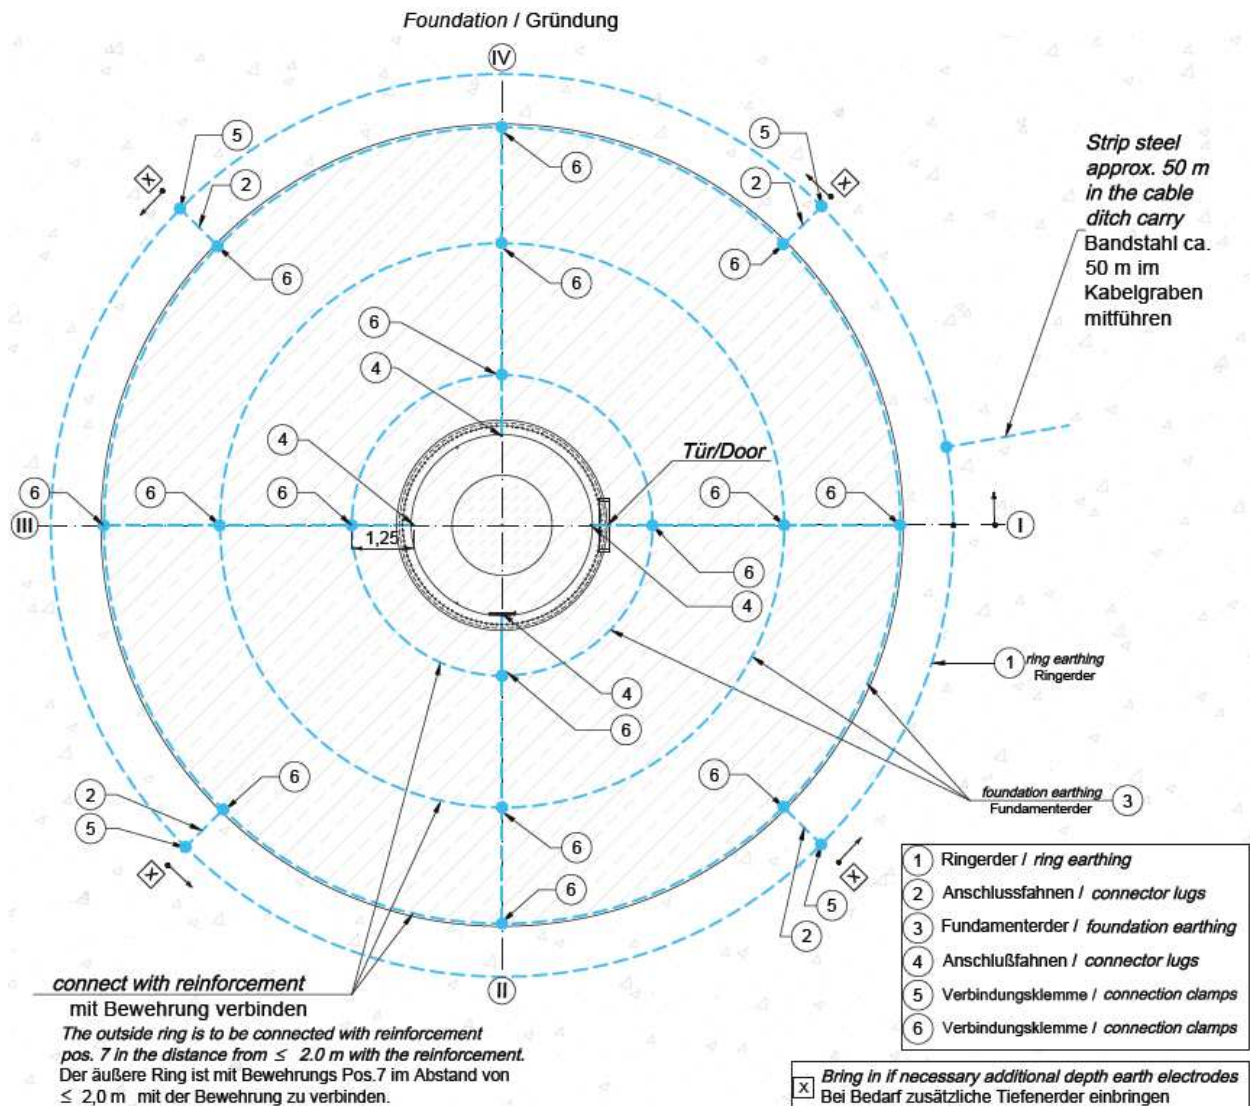 Foundation / Gründung
IV
5
5
X
2
6
2
X
Strip steel
approx. 50 m
in the cable
ditch carry
Bandstahl ca.
50 m im
Kabelgraben
mitführen
6
6
6
6
4
4
Tür/Door
6
6
6
6
6
III
1,25
I
6
4
1
ring earthing
Ringerder
4
6
6
6
2
5
X
foundation earthing
Fundamenterder
3
6
6
X
5
2
connect with reinforcement
mit Bewehrung verbinden
II
The outside ring is to be connected with reinforcement
pos. 7 in the distance from ≤ 2.0 m with the reinforcement.
Der äußere Ring ist mit Bewehrungs Pos.7 im Abstand von
≤ 2,0 m mit der Bewehrung zu verbinden.
1 Ringerder / ring earthing
2 Anschlussfahnen / connector lugs
3 Fundamenterder / foundation earthing
4 Anschlußfahnen / connector lugs
5 Verbindungsklemme / connection clamps
6 Verbindungsklemme / connection clamps
X Bring in if necessary additional depth earth electrodes
Bei Bedarf zusätzliche Tiefenerder einbringen